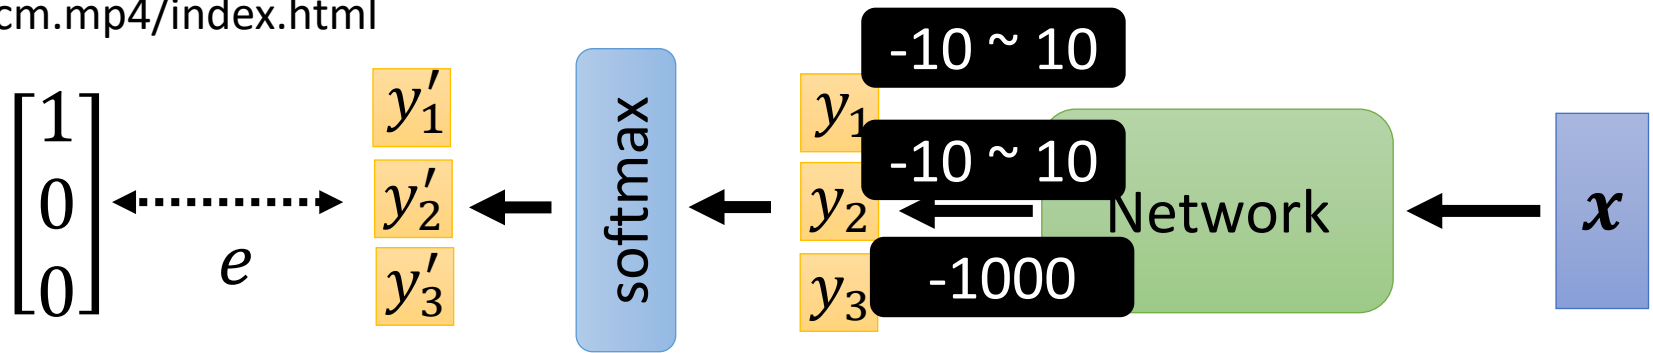 cm.mp4/index.html
1
0
0
e
y′1
y′2
y′3
softmax
y1
y2
y3
-10 ~ 10
-10 ~ 10
-1000
Network
x